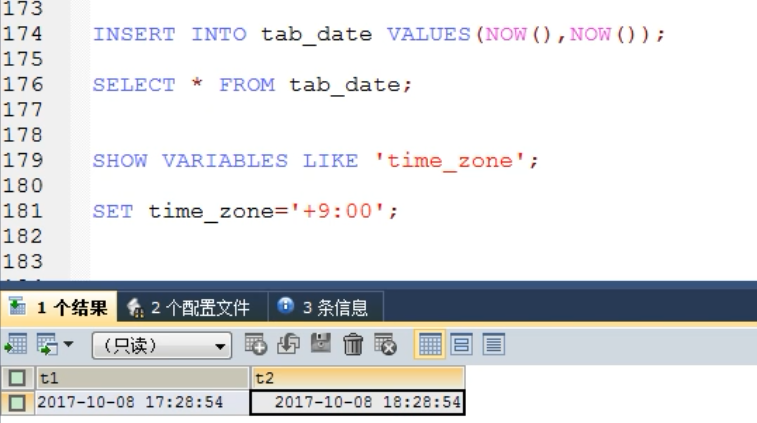 173
174 INSERT INTO tab_date VALUES(NOW(),NOW());
175
176 SELECT * FROM tab_date;
177
178
179 SHOW VARIABLES LIKE 'time_zone';
180
181 SET time_zone='+9:00';
182
183
1 个结果 2 个配置文件 3 条信息
(只读)
t1 t2
2017-10-08 17:28:54 2017-10-08 18:28:54